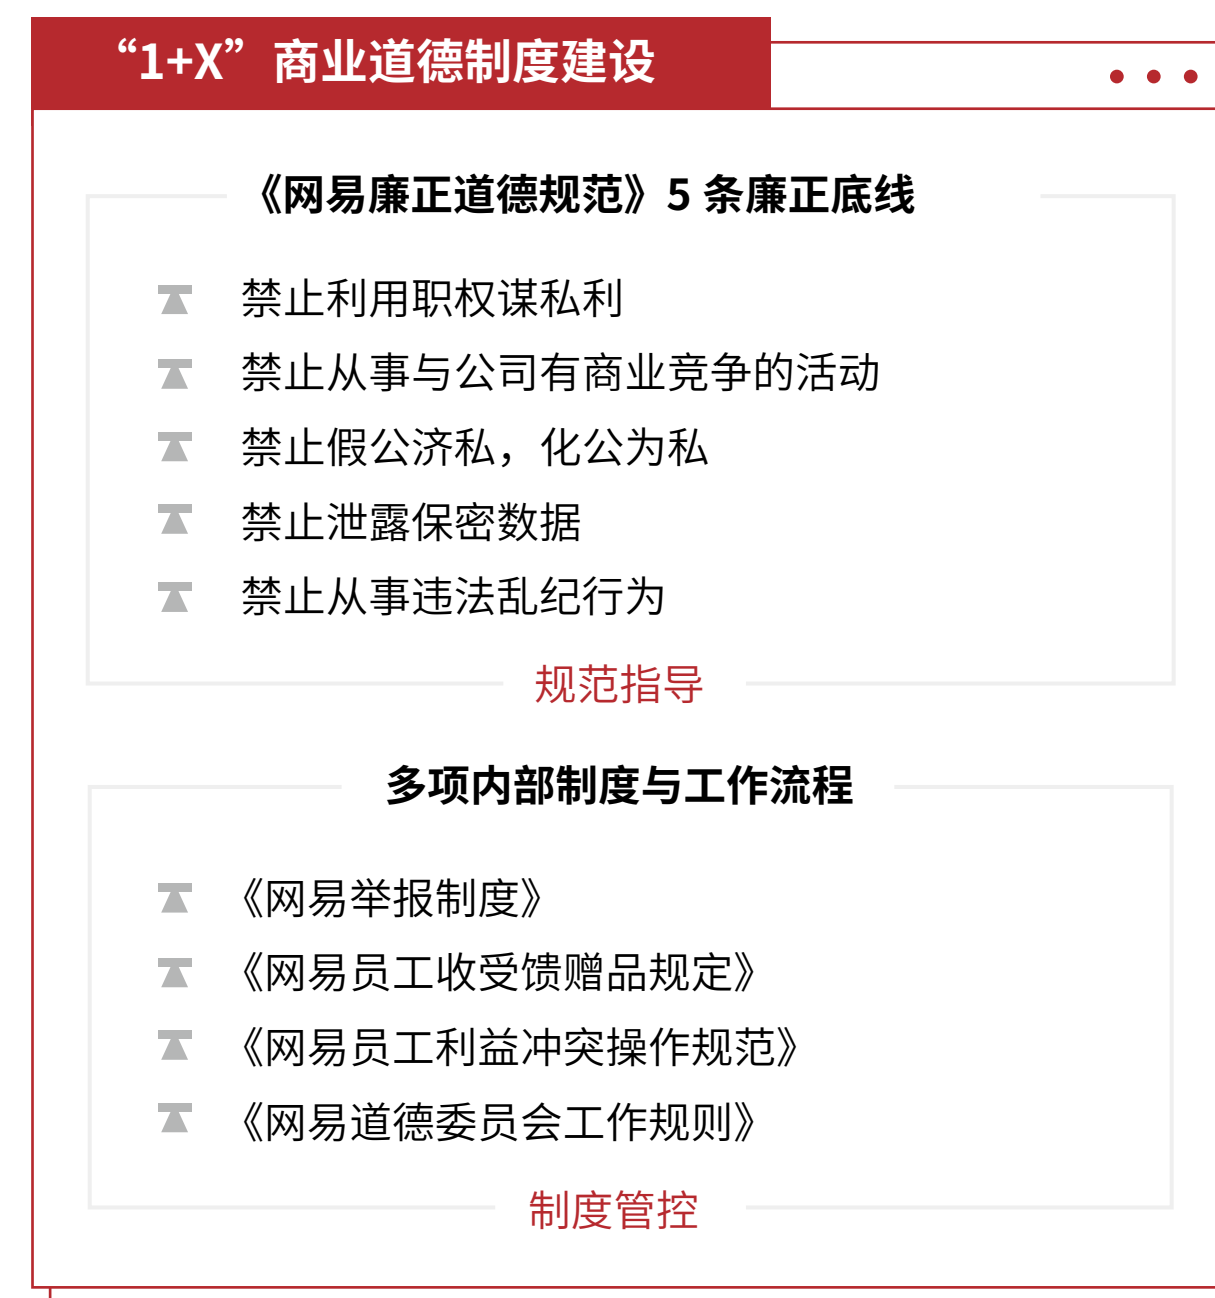 “1+X”商业道德制度建设
《网易廉正道德规范》5 条廉正底线
禁止利用职权谋私利
禁止从事与公司有商业竞争的活动
禁止假公济私，化公为私
禁止泄露保密数据
禁止从事违法乱纪行为
规范指导
多项内部制度与工作流程
《网易举报制度》
《网易员工收受馈赠品规定》
《网易员工利益冲突操作规范》
《网易道德委员会工作规则》
制度管控